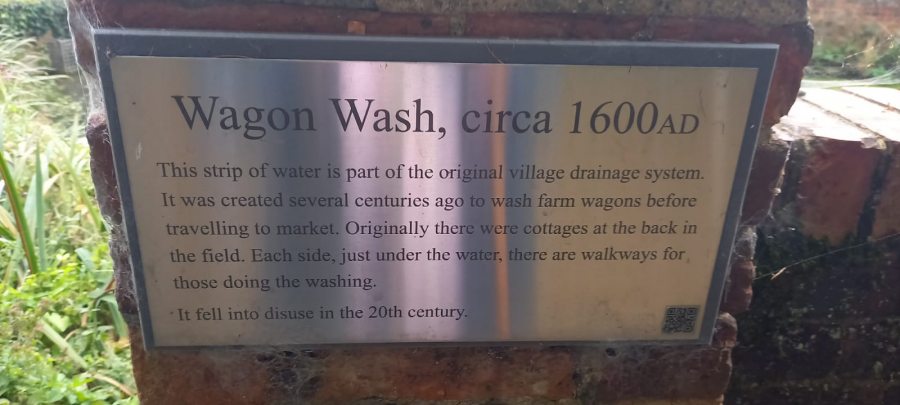 Wagon Wash, circa 1600AD
This strip of water is part of the original village drainage system.
It was created several centuries ago to wash farm wagons before
travelling to market. Originally there were cottages at the back in
the field. Each side, just under the water, there are walkways for
those doing the washing.
It fell into disuse in the 20th century.